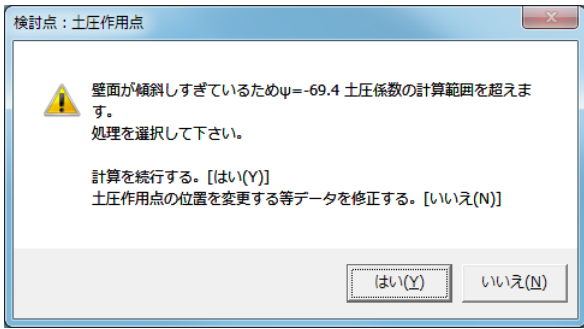 検討点：土圧作用点
壁面が傾斜しすぎているためψ=-69.4 土圧係数の計算範囲を超えま
す。
処理を選択して下さい。
計算を続行する。[はい(Y)]
土圧作用点の位置を変更する等データを修正する。[いいえ(N)]
はい(Y)
いいえ(N)